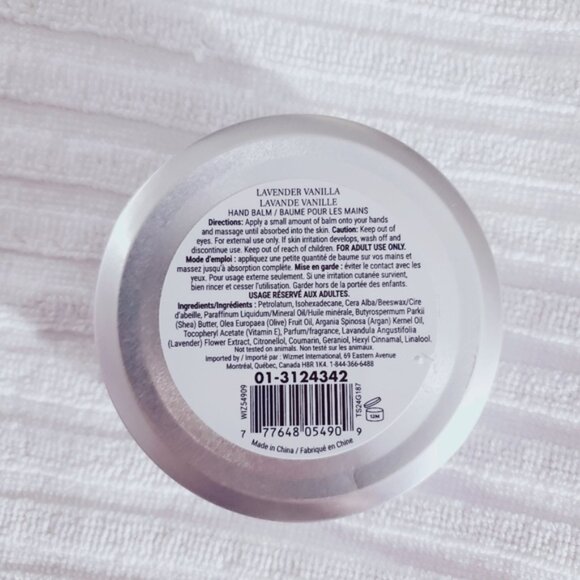 LAVENDER VANILLA
LAVANDE VANILLE
HAND BALM / BAUME POUR LES MAINS
Directions: Apply a small amount of balm onto your hands
and massage until absorbed into the skin. Caution: Keep out of
eyes. For external use only. If skin irritation develops, wash off and
discontinue use. Keep out of reach of children. FOR ADULT USE ONLY.
Mode d'emploi : appliquez une petite quantité de baume sur vos mains et
massez jusqu'à absorption complète. Mise en garde : éviter le contact avec les
yeux. Pour usage externe seulement. Si une irritation cutanée survient,
bien rincer et cesser l'utilisation. Garder hors de la portée des enfants.
USAGE RÉSERVÉ AUX ADULTES.
Ingredients/Ingrédients : Petrolatum, Isohexadecane, Cera Alba/Beeswax/Cire
d'abeille, Paraffinum Liquidum/Mineral Oil/Huile minérale, Butyrospermum Parkii
(Shea) Butter, Olea Europaea (Olive) Fruit Oil, Argania Spinosa (Argan) Kernel Oil,
Tocopheryl Acetate (Vitamin E), Parfum/fragrance, Lavandula Angustifolia
(Lavender) Flower Extract, Citronellol, Coumarin, Geraniol, Hexyl Cinnamal, Linalool.
Not tested on animals. Non testé sur les animaux.
Imported by / Importé par : Wizmet International, 69 Eastern Avenue
Montréal, Québec, Canada H8R 1K4. 1-844-366-6488
01-3124342
WIZ54909
TS24G187
12M
7 77648 05490 9
Made in China / Fabriqué en Chine